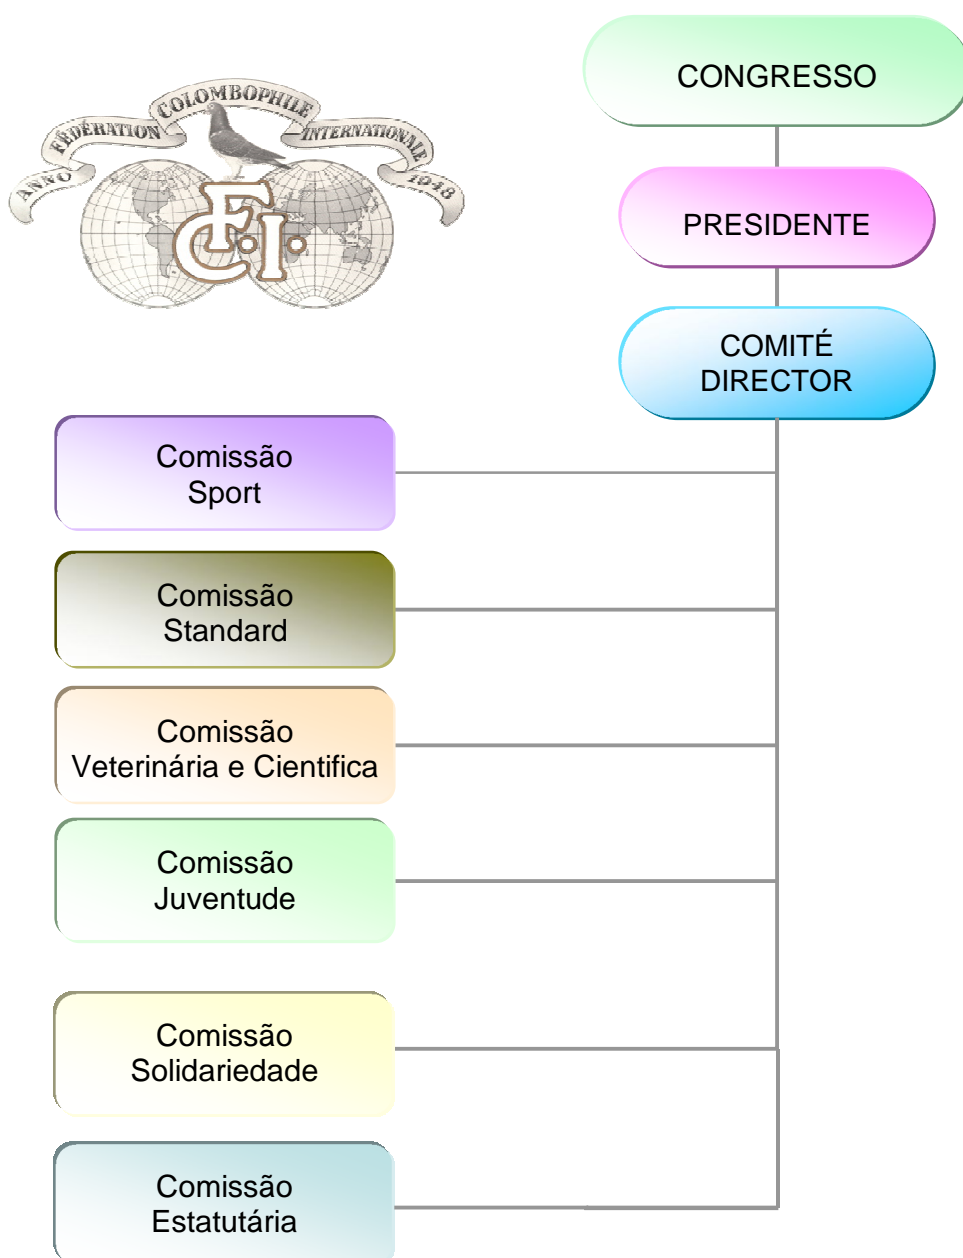 ANNO FÉDÉRATION COLOMBOPHILE INTERNATIONALE 1948
F.C.I.
CONGRESSO
PRESIDENTE
COMITÉ
DIRECTOR
Comissão
Sport
Comissão
Standard
Comissão
Veterinária e Cientifica
Comissão
Juventude
Comissão
Solidariedade
Comissão
Estatutária